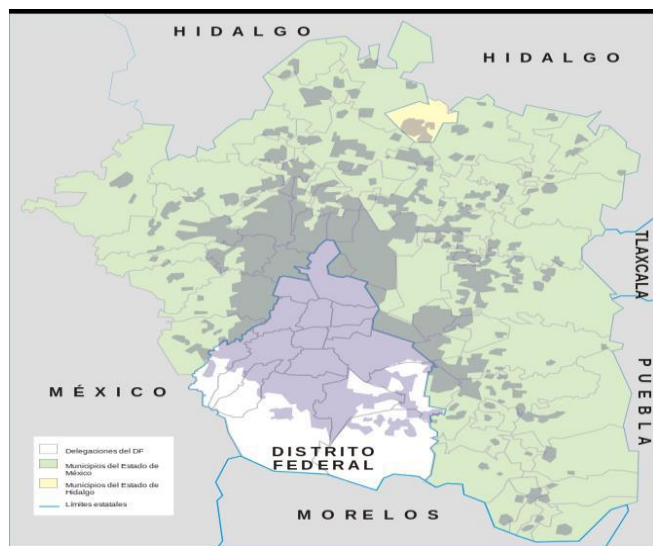 HIDALGO
HIDALGO
TLAXCALA
PUEBLA
MÉXICO
DISTRITO
FEDERAL
MORELOS
Delegaciones del DF
Municipios del Estado de
México
Municipios del Estado de
Hidalgo
Límites estatales